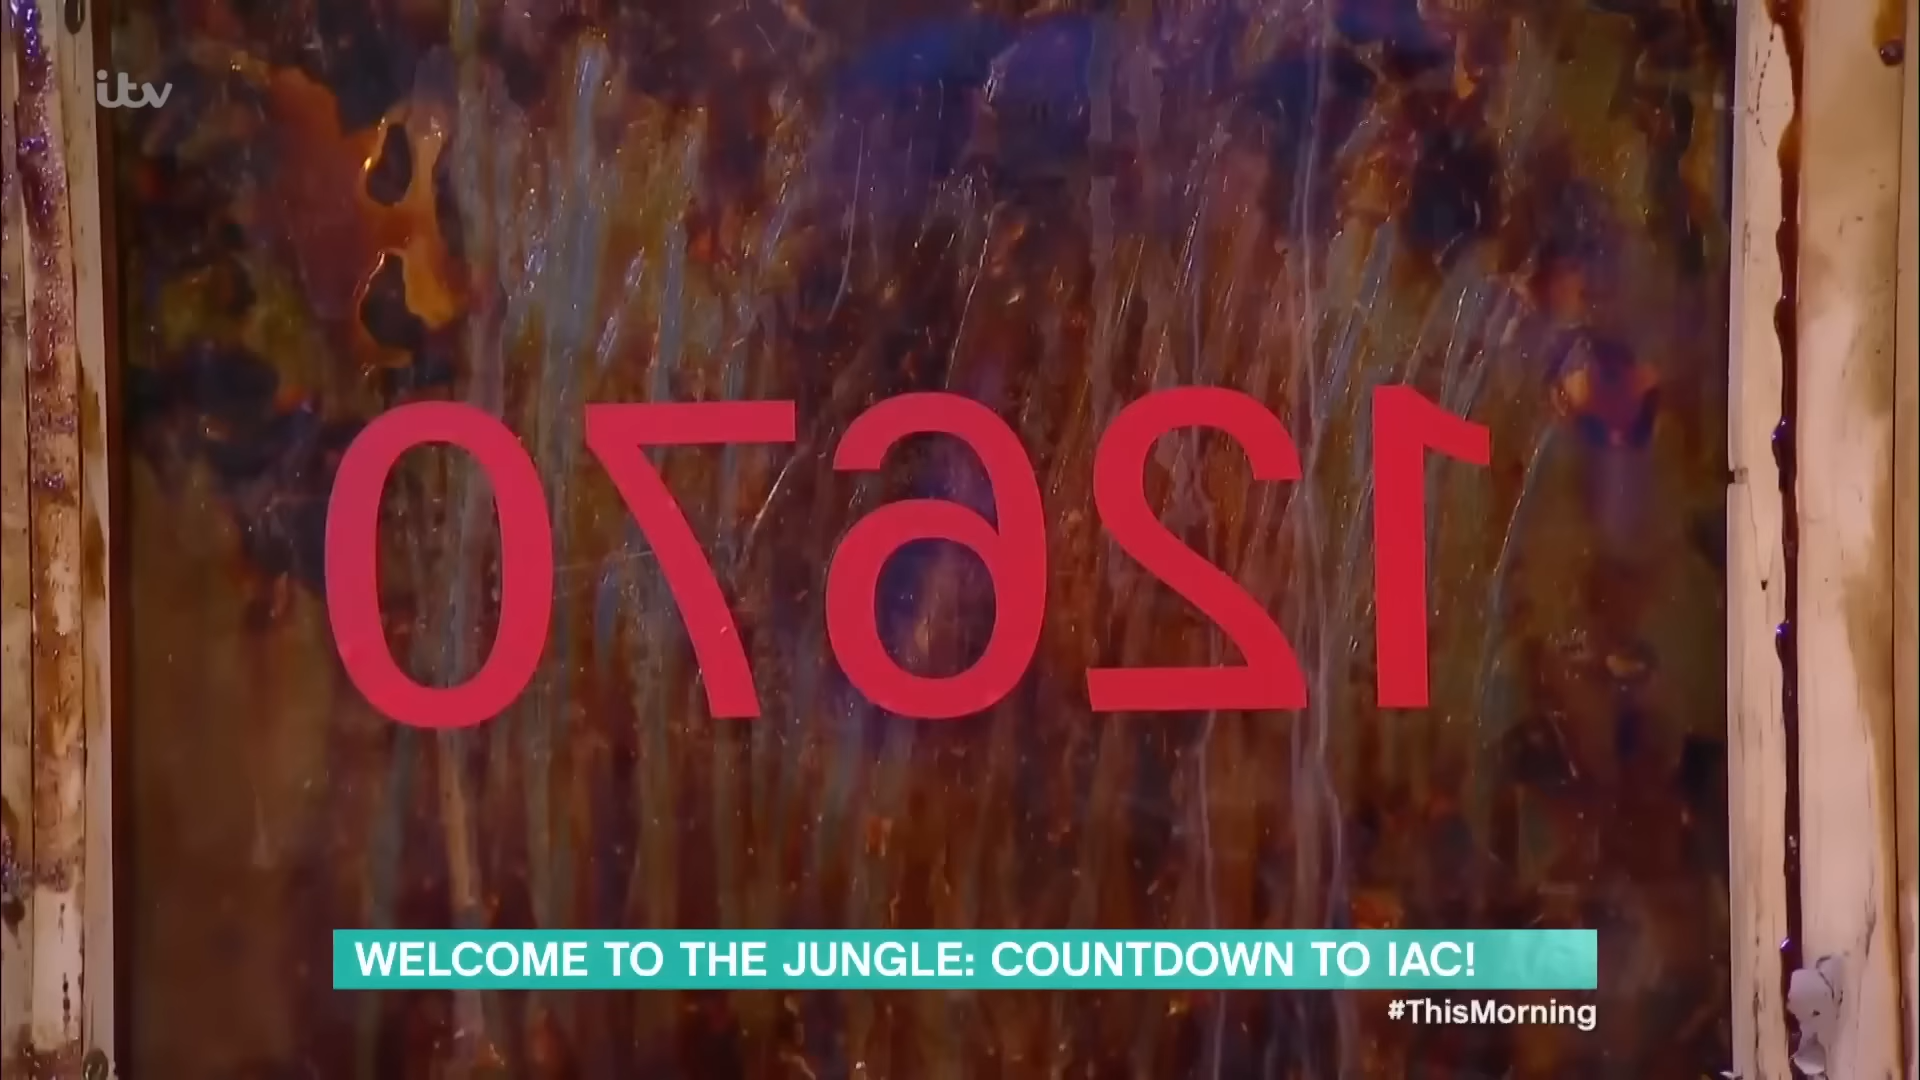 itv
12670
WELCOME TO THE JUNGLE: COUNTDOWN TO IAC!
#ThisMorning